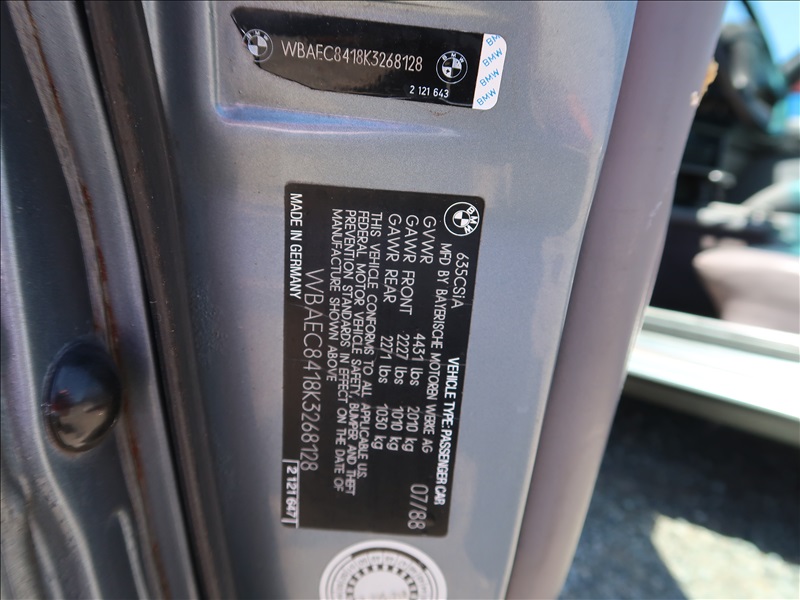 WBAEC8418K3268128
BMW
BMW
BMW
BMW
2 121 643
BMW
635CSiA
VEHICLE TYPE:PASSENGER CAR
MFD BY BAYERISCHE MOTOREN WERKE AG
07/88
GVWR 4431 lbs 2010 kg
GAWR FRONT 2227 lbs 1010 kg
GAWR REAR 2271 lbs 1030 kg
THIS VEHICLE CONFORMS TO ALL APPLICABLE U.S.
FEDERAL MOTOR VEHICLE SAFETY, BUMPER AND THEFT
PREVENTION STANDARDS IN EFFECT ON THE DATE OF
MANUFACTURE SHOWN ABOVE
WBAEC8418K3268128
MADE IN GERMANY
2 121 647